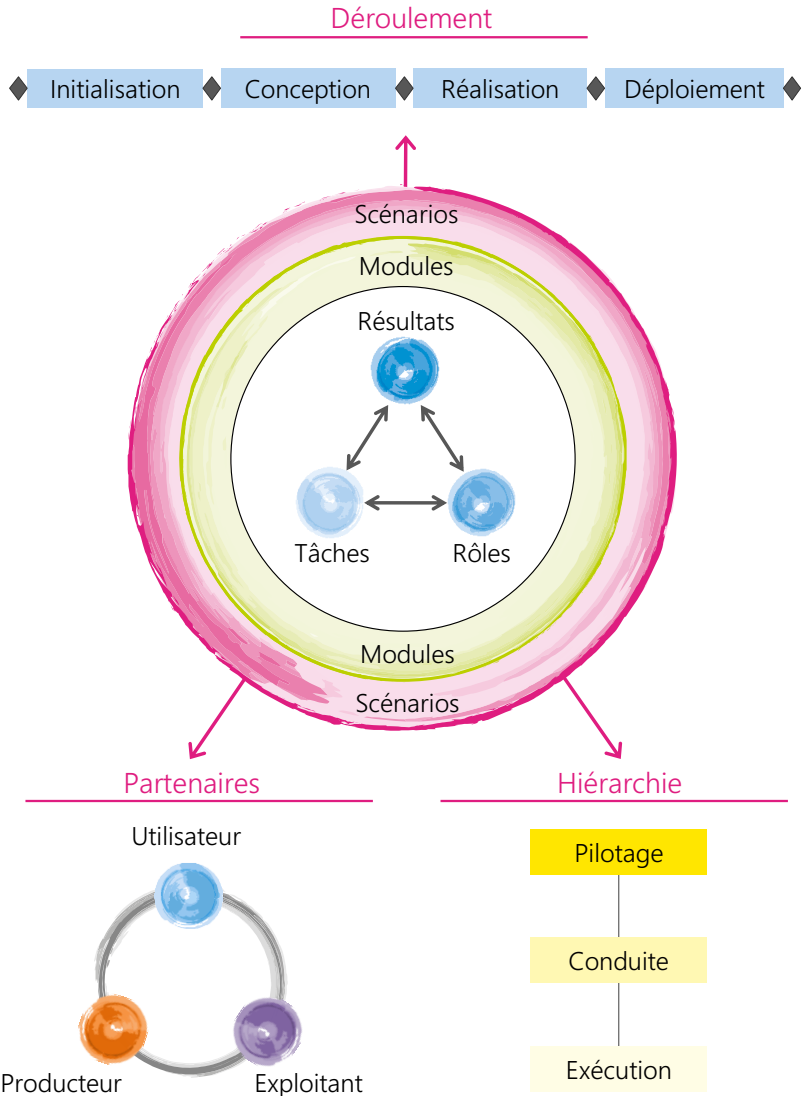 Déroulement
Initialisation
Conception
Réalisation
Déploiement
Scénarios
Modules
Résultats
Tâches
Rôles
Modules
Scénarios
Partenaires
Utilisateur
Producteur
Exploitant
Hiérarchie
Pilotage
Conduite
Exécution